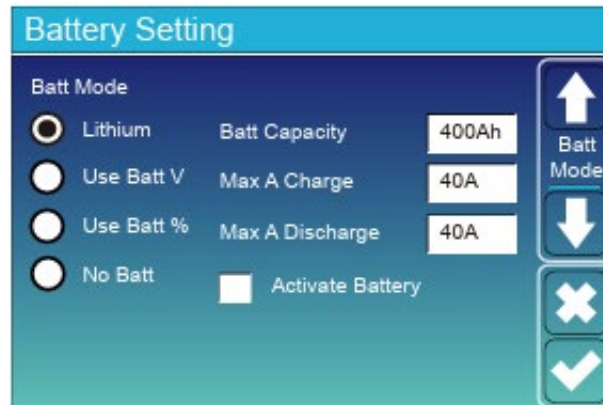 Battery Setting
Batt Mode
Lithium
Batt Capacity
400Ah
Use Batt V
Max A Charge
40A
Use Batt %
Max A Discharge
40A
No Batt
Activate Battery
Batt
Mode